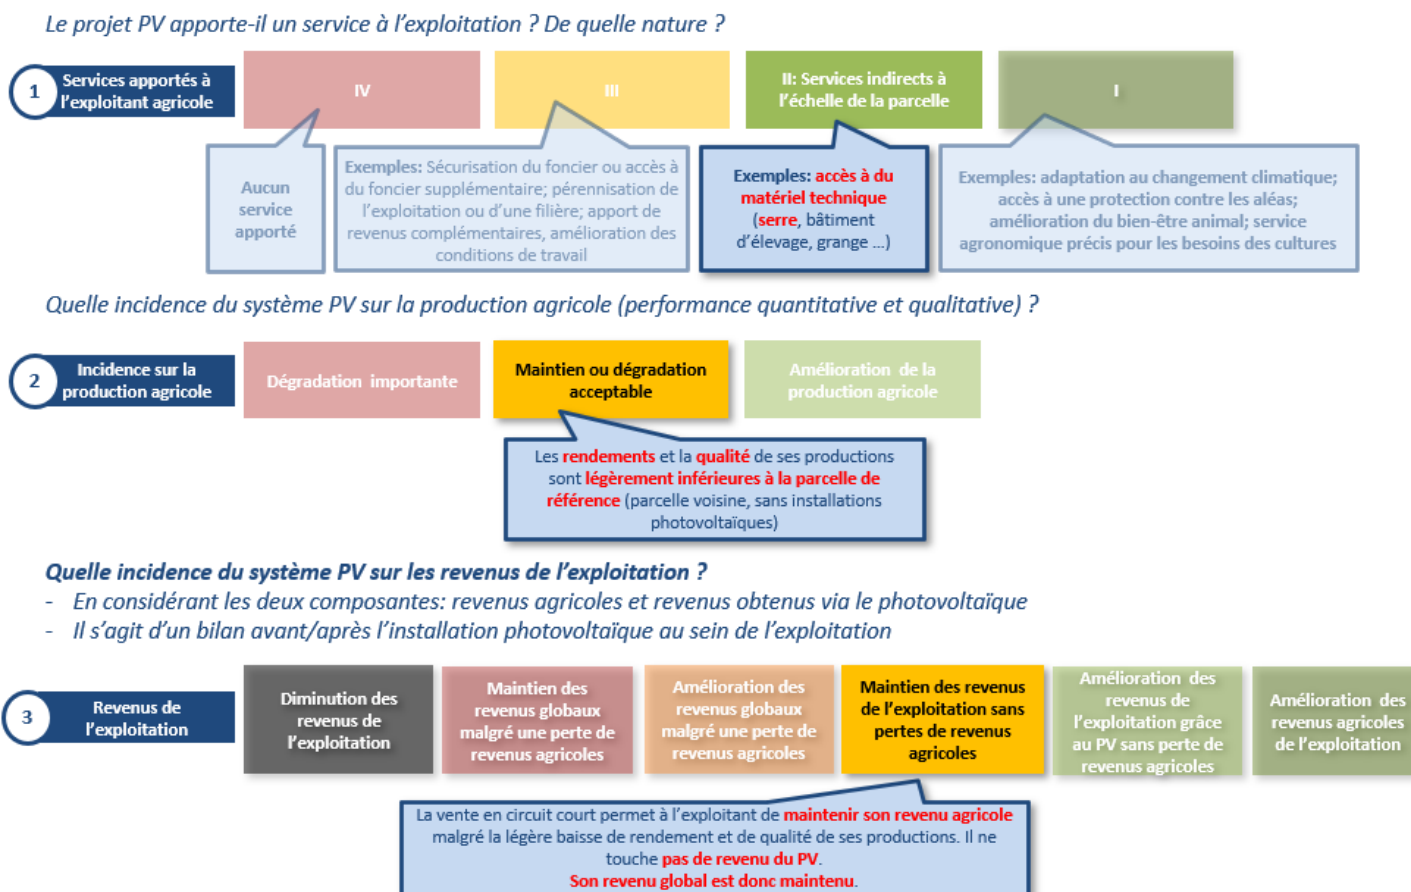 Le projet PV apporte-il un service à l'exploitation ? De quelle nature ?
1
Services apportés à
l'exploitant agricole
IV
III
II: Services indirects à
l'échelle de la parcelle
I
Aucun
service
apporté
Exemples: Sécurisation du foncier ou accès à
du foncier supplémentaire; pérennisation de
l'exploitation ou d'une filière; apport de
revenus complémentaires, amélioration des
conditions de travail
Exemples: accès à du
matériel technique
(serre, bâtiment
d'élevage, grange …)
Exemples: adaptation au changement climatique;
accès à une protection contre les aléas;
amélioration du bien-être animal; service
agronomique précis pour les besoins des cultures
Quelle incidence du système PV sur la production agricole (performance quantitative et qualitative) ?
2
Incidence sur la
production agricole
Dégradation importante
Maintien ou dégradation
acceptable
Amélioration de la
production agricole
Les rendements et la qualité de ses productions
sont légèrement inférieures à la parcelle de
référence (parcelle voisine, sans installations
photovoltaïques)
Quelle incidence du système PV sur les revenus de l'exploitation ?
- En considérant les deux composantes: revenus agricoles et revenus obtenus via le photovoltaïque
- Il s'agit d'un bilan avant/après l'installation photovoltaïque au sein de l'exploitation
3
Revenus de
l'exploitation
Diminution des
revenus de
l'exploitation
Maintien des
revenus globaux
malgré une perte de
revenus agricoles
Amélioration des
revenus globaux
malgré une perte de
revenus agricoles
Maintien des revenus
de l'exploitation sans
pertes de revenus
agricoles
Amélioration des
revenus de
l'exploitation grâce
au PV sans perte de
revenus agricoles
Amélioration des
revenus agricoles
de l'exploitation
La vente en circuit court permet à l'exploitant de maintenir son revenu agricole
malgré la légère baisse de rendement et de qualité de ses productions. Il ne
touche pas de revenu du PV.
Son revenu global est donc maintenu.